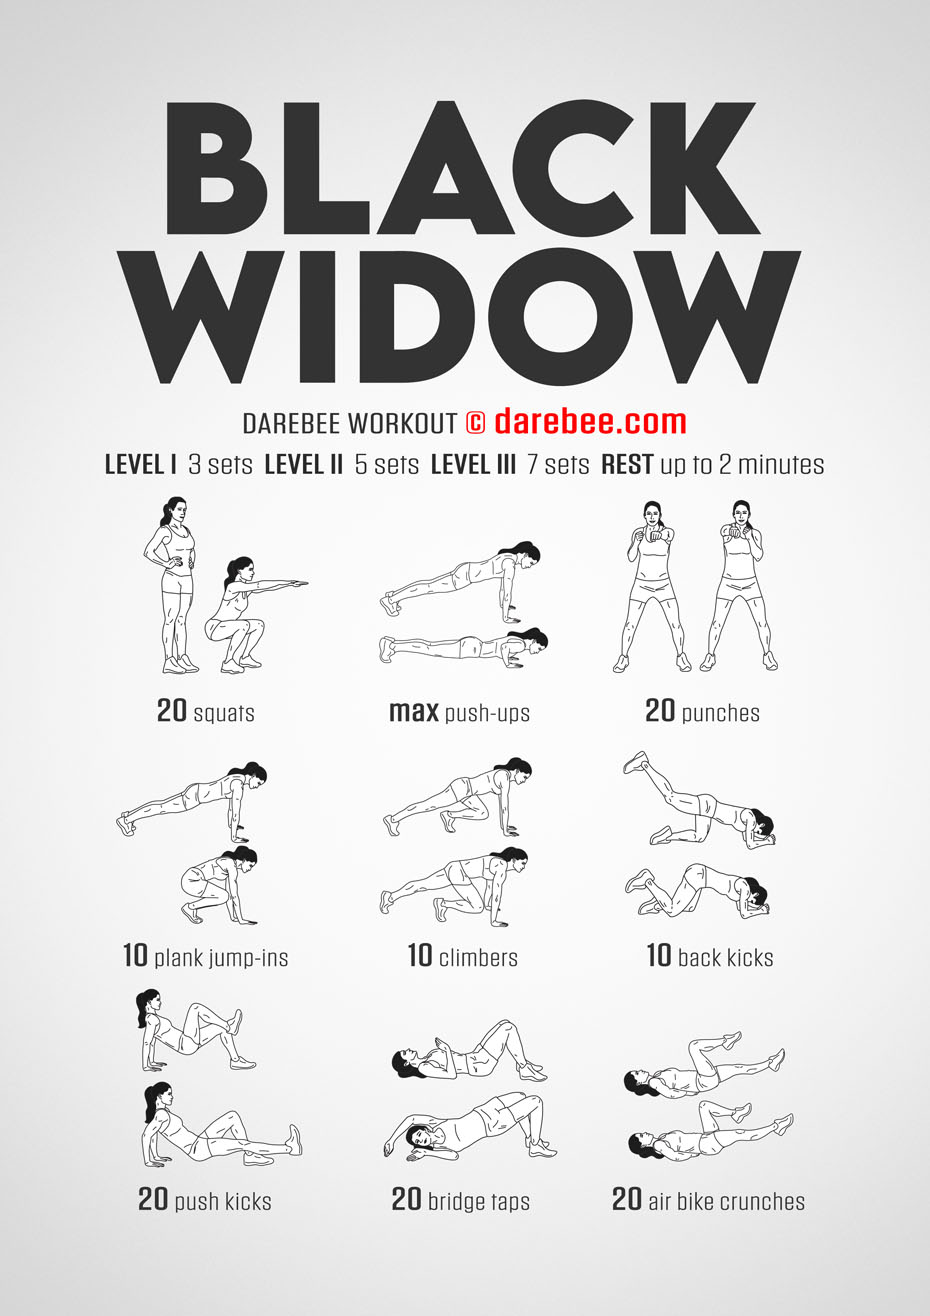 BLACK
WIDOW
DAREBEE WORKOUT © darebee.com
LEVEL I 3 sets LEVEL II 5 sets LEVEL III 7 sets REST up to 2 minutes
20 squats
max push-ups
20 punches
10 plank jump-ins
10 climbers
10 back kicks
20 push kicks
20 bridge taps
20 air bike crunches